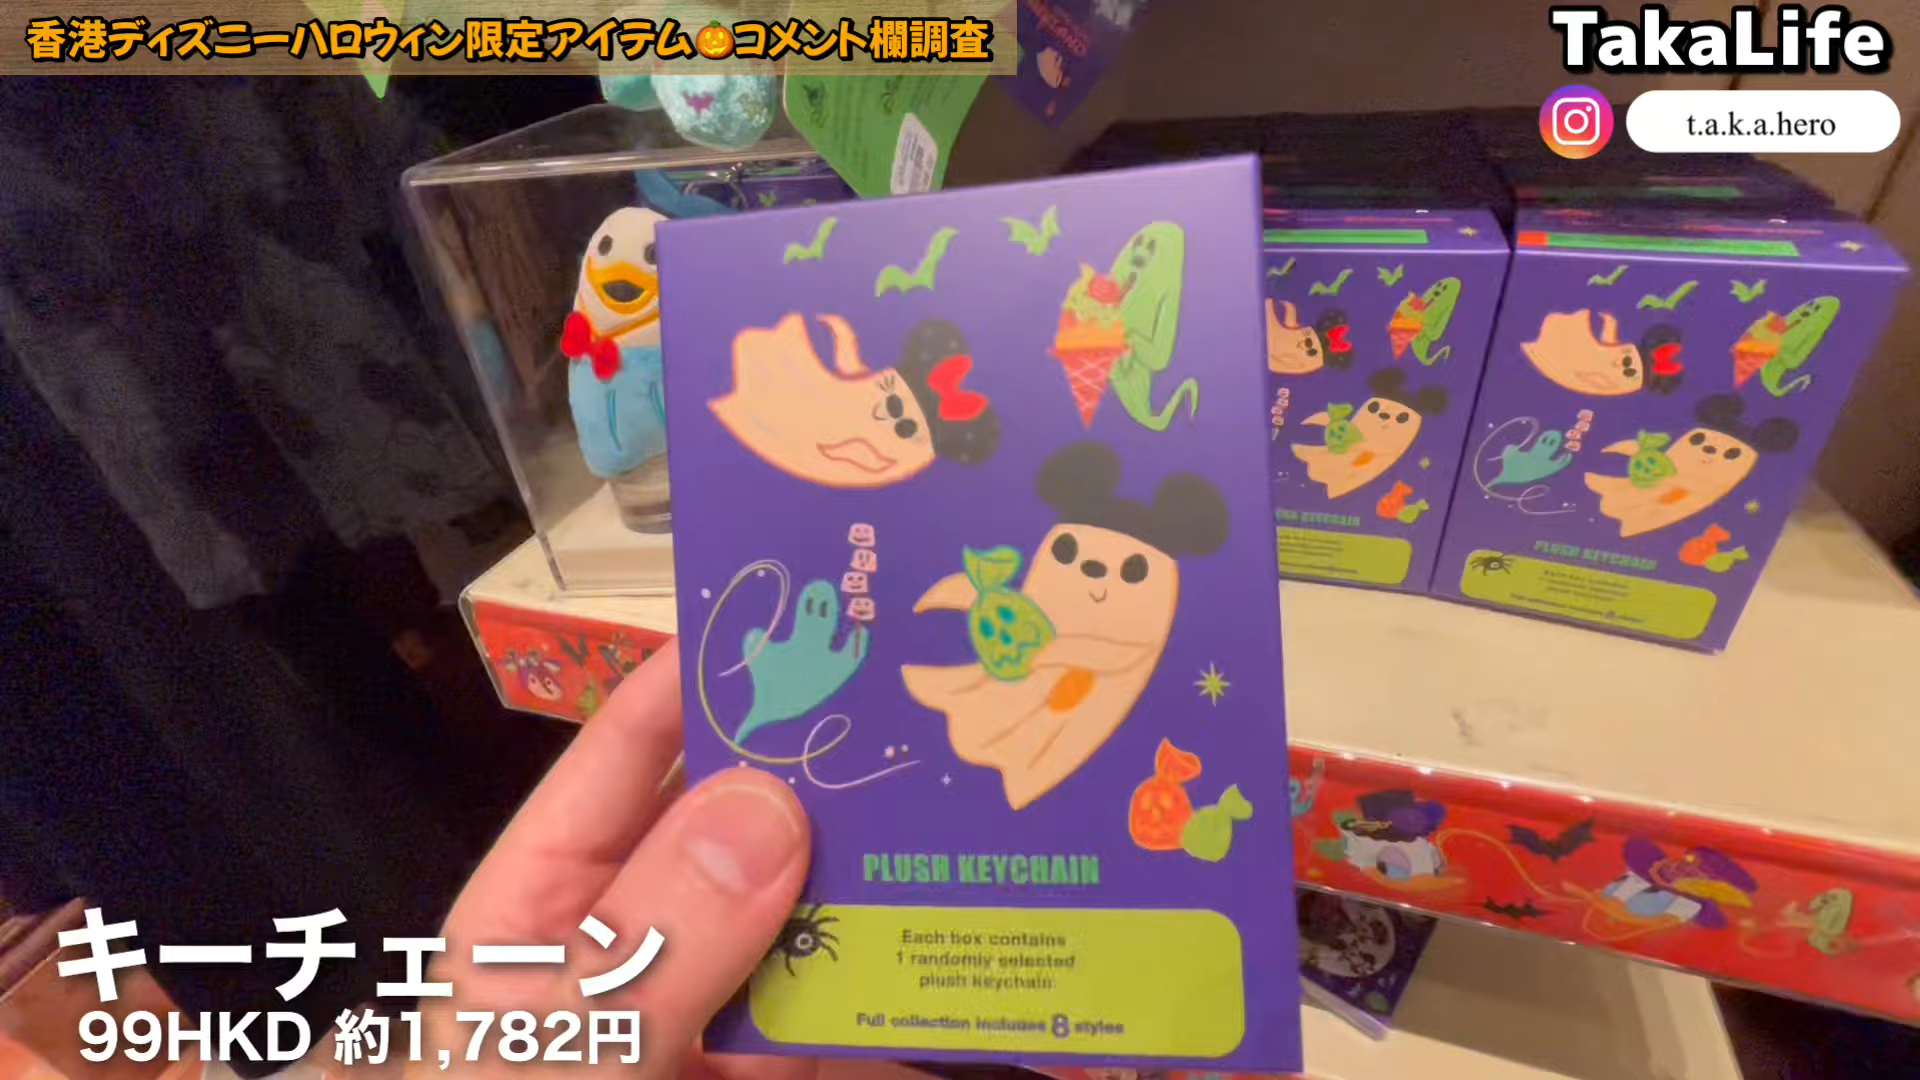 香港ディズニーハロウィン限定アイテム🎃コメント欄調査
TakaLife
t.a.k.a.hero
PLUSH KEYCHAIN
Each box contains
1 randomly selected
plush keychain.
Full collection includes 8 styles
PLUSH KEYCHAIP
キーチェーン
99HKD 約1,782円